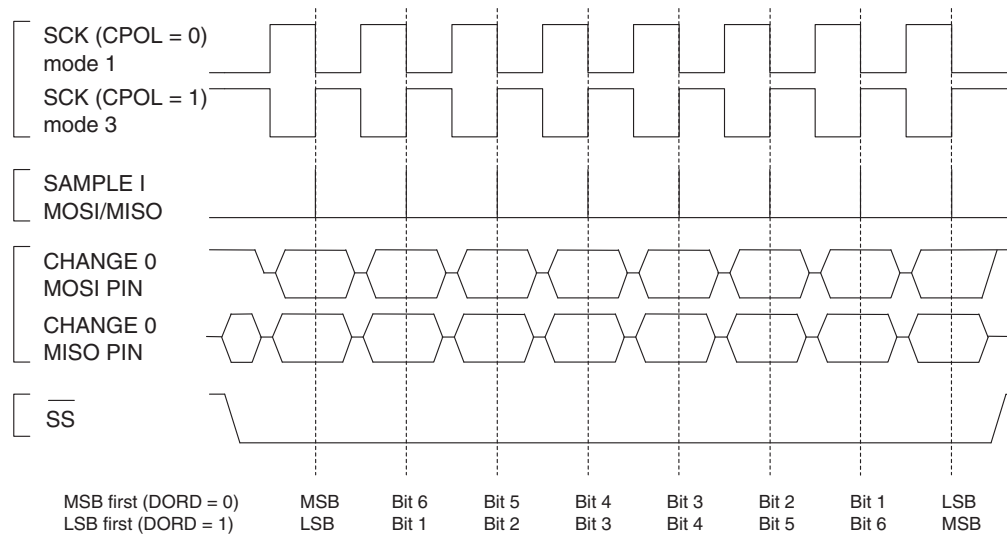 SCK (CPOL = 0)
mode 1
SCK (CPOL = 1)
mode 3
SAMPLE I
MOSI/MISO
CHANGE 0
MOSI PIN
CHANGE 0
MISO PIN
SS
MSB first (DORD = 0) MSB Bit 6 Bit 5 Bit 4 Bit 3 Bit 2 Bit 1 LSB
LSB first (DORD = 1) LSB Bit 1 Bit 2 Bit 3 Bit 4 Bit 5 Bit 6 MSB